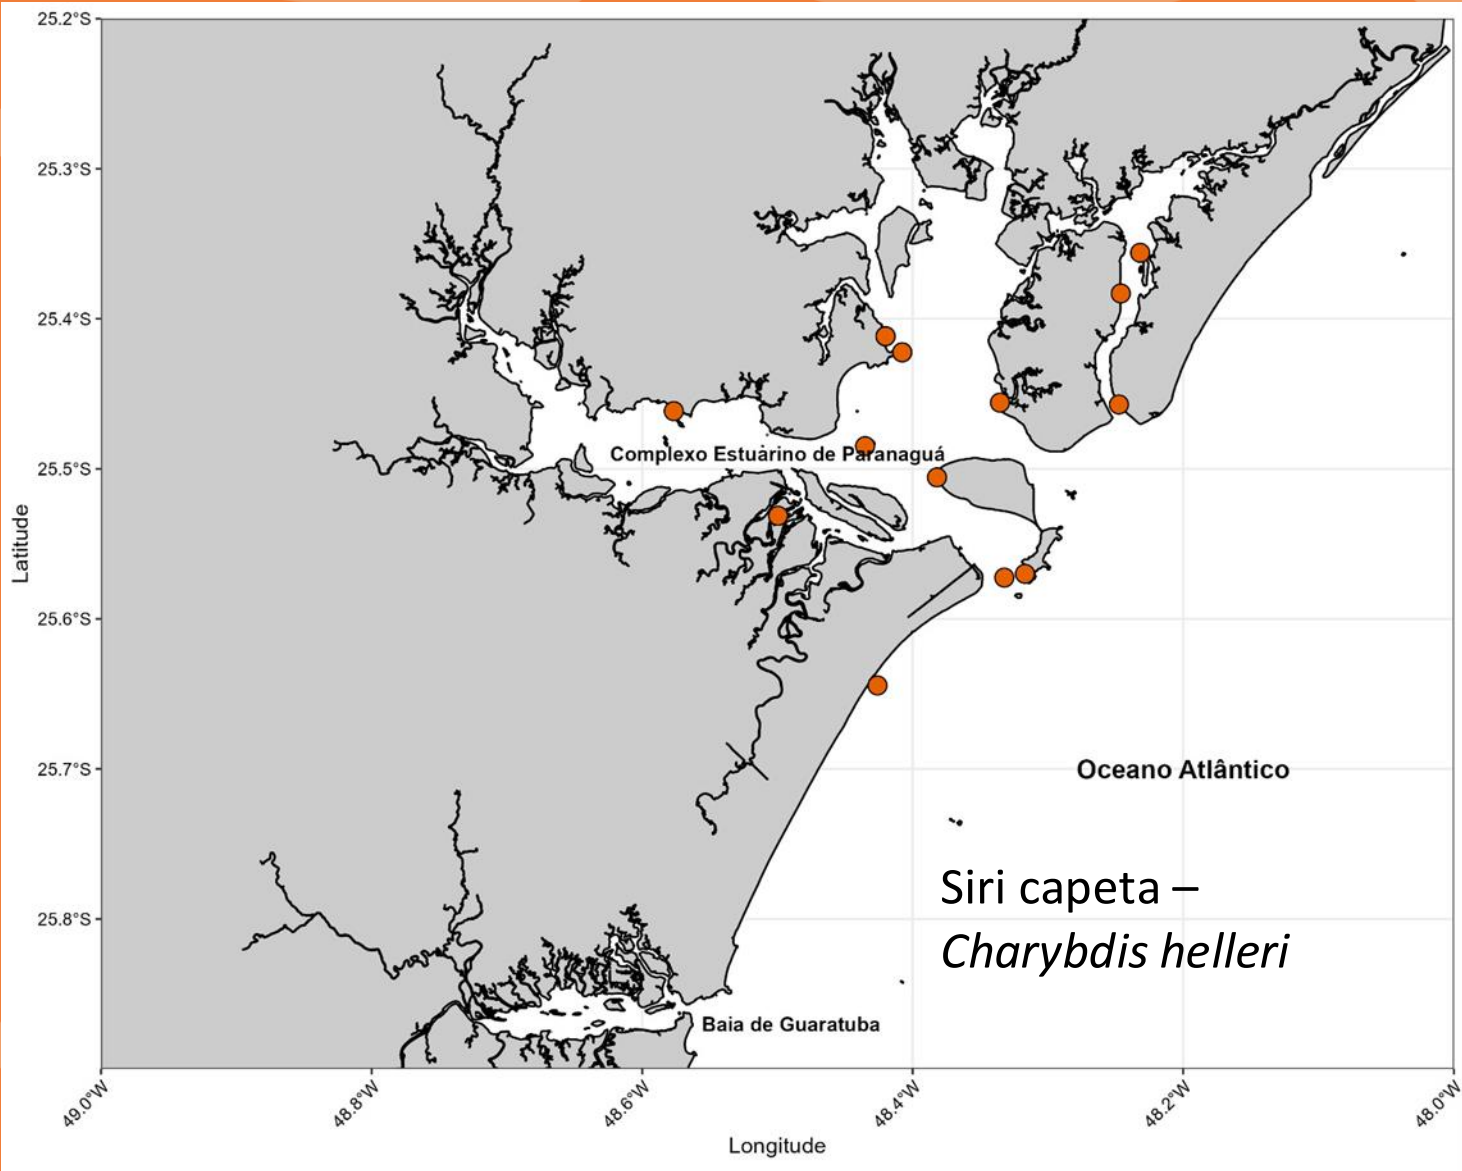 25.2°S
25.3°S
25.4°S
25.5°S
25.6°S
25.7°S
25.8°S
Latitude
Complexo Estuárino de Paranaguá
Oceano Atlântico
Siri capeta –
Charybdis helleri
Baia de Guaratuba
49.0°W
48.8°W
48.6°W
48.4°W
48.2°W
48.0°W
Longitude